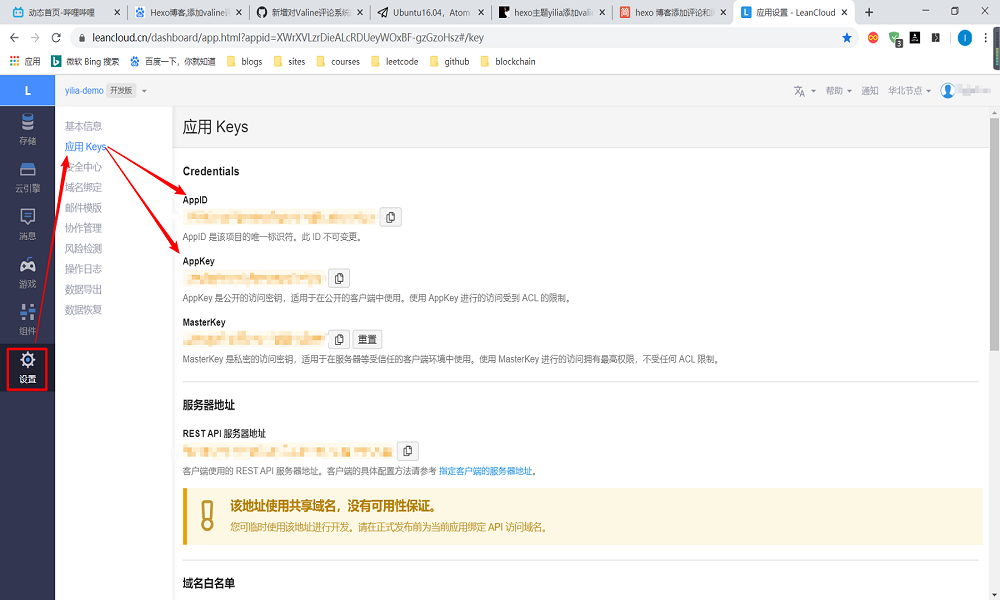 动态首页-哔哩哔哩
Hexo博客,添加valine评
新增对Valine评论系统
Ubuntu16.04，Atom
hexo主题yilia添加valin
hexo 博客添加评论和
应用设置 - LeanCloud
leancloud.cn/dashboard/app.html?appid=XWrXVLzrDieALcRDUeyWOxBF-gzGzoHsz#/key
应用
微软 Bing 搜索
百度一下，你就知道
blogs
sites
courses
leetcode
github
blockchain
L
yilia-demo 开发版
帮助
通知
华北节点
存储
云引擎
消息
游戏
组件
设置
基本信息
应用 Keys
安全中心
域名绑定
邮件模版
协作管理
风险检测
操作日志
数据导出
数据恢复
应用 Keys
Credentials
AppID
AppID 是该项目的唯一标识符。此 ID 不可变更。
AppKey
AppKey 是公开的访问密钥，适用于在公开的客户端中使用。使用 AppKey 进行的访问受到 ACL 的限制。
MasterKey
重置
MasterKey 是私密的访问密钥，适用于在服务器等受信任的客户端环境中使用。使用 MasterKey 进行的访问拥有最高权限，不受任何 ACL 限制。
服务器地址
REST API 服务器地址
客户端使用的 REST API 服务器地址。客户端的具体配置方法请参考 指定客户端的服务器地址。
该地址使用共享域名，没有可用性保证。
您可临时使用该地址进行开发。请在正式发布前为当前应用绑定 API 访问域名。
域名白名单